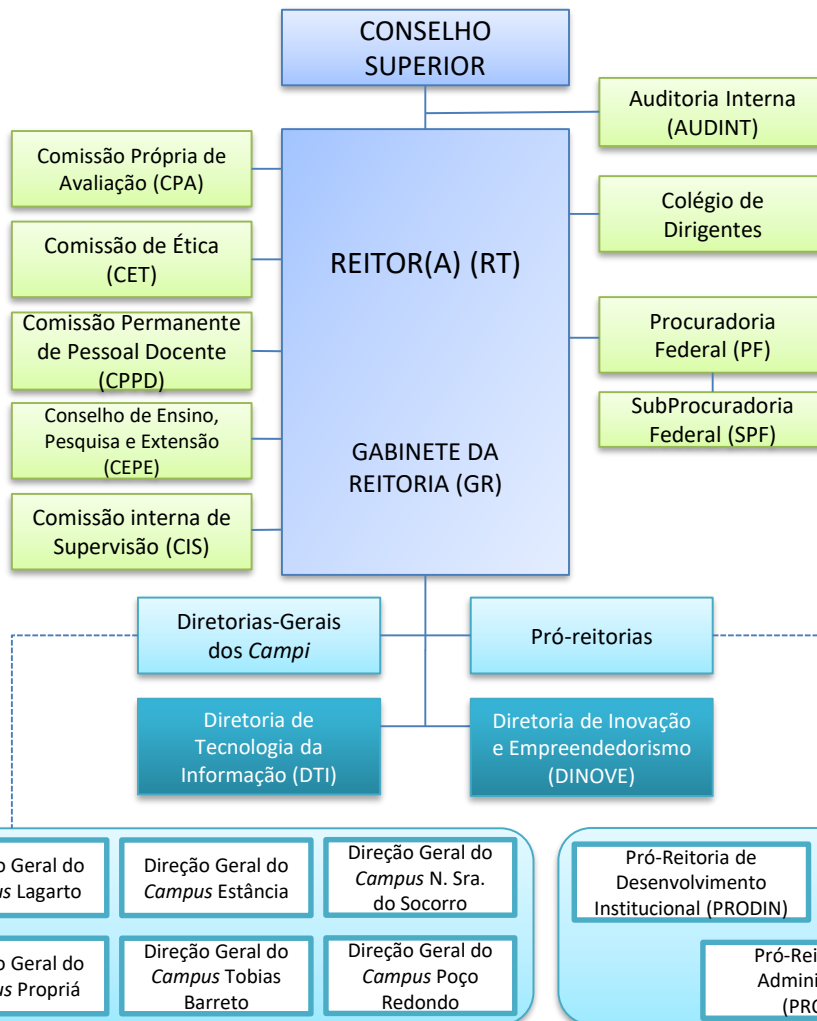 CONSELHO
SUPERIOR
Auditoria Interna
(AUDINT)
Comissão Própria de
Avaliação (CPA)
Colégio de
Dirigentes
Comissão de Ética
(CET)
REITOR(A) (RT)
Comissão Permanente
de Pessoal Docente
(CPPD)
Procuradoria
Federal (PF)
SubProcuradoria
Federal (SPF)
Conselho de Ensino,
Pesquisa e Extensão
(CEPE)
GABINETE DA
REITORIA (GR)
Comissão interna de
Supervisão (CIS)
Diretorias-Gerais
dos Campi
Pró-reitorias
Diretoria de
Tecnologia da
Informação (DTI)
Diretoria de Inovação
e Empreendedorismo
(DINOVE)
Geral do
Lagarto
Direção Geral do
Campus Estância
Direção Geral do
Campus N. Sra.
do Socorro
Pró-Reitoria de
Desenvolvimento
Institucional (PRODIN)
Geral do
Propriá
Direção Geral do
Campus Tobias
Barreto
Direção Geral do
Campus Poço
Redondo